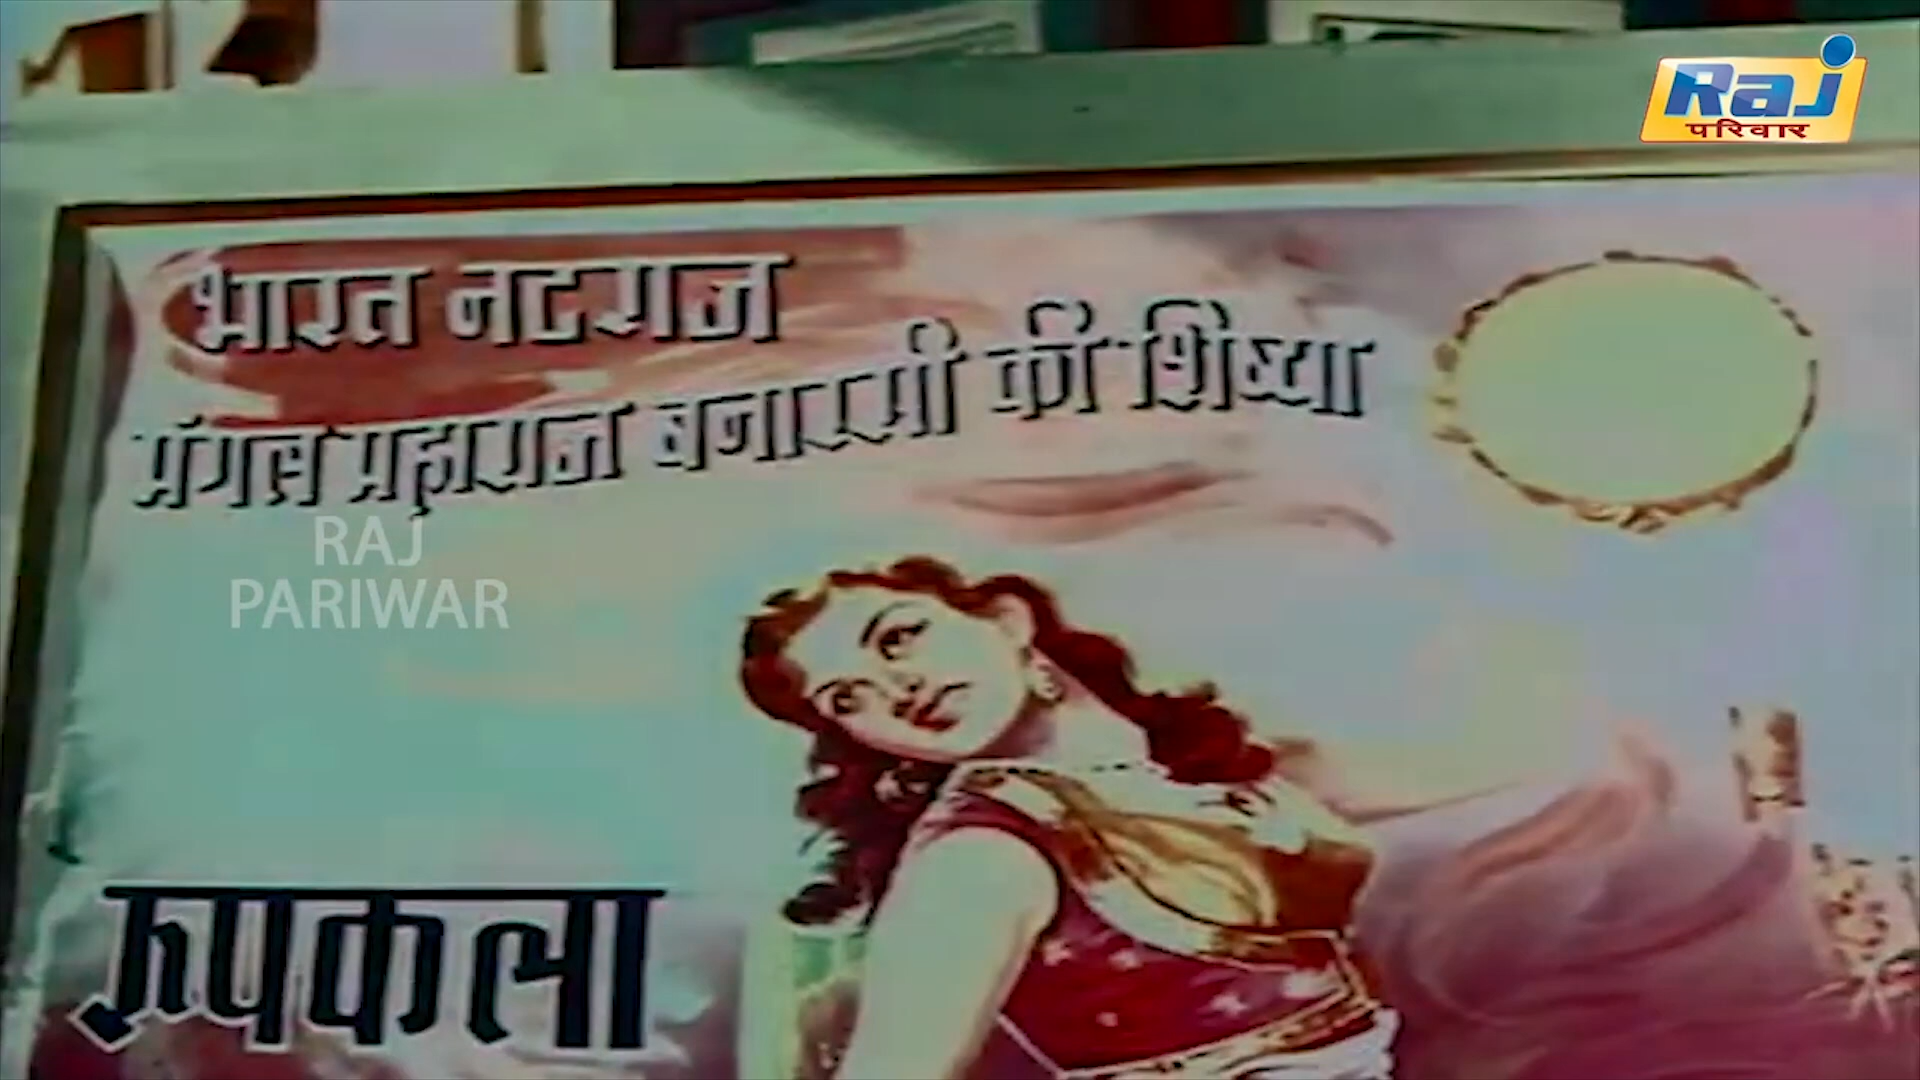 Raj
परिवार
भारत नटराज
मंगल महाराज बनारसी की शिष्या
RAJ
PARIWAR
रूपकला